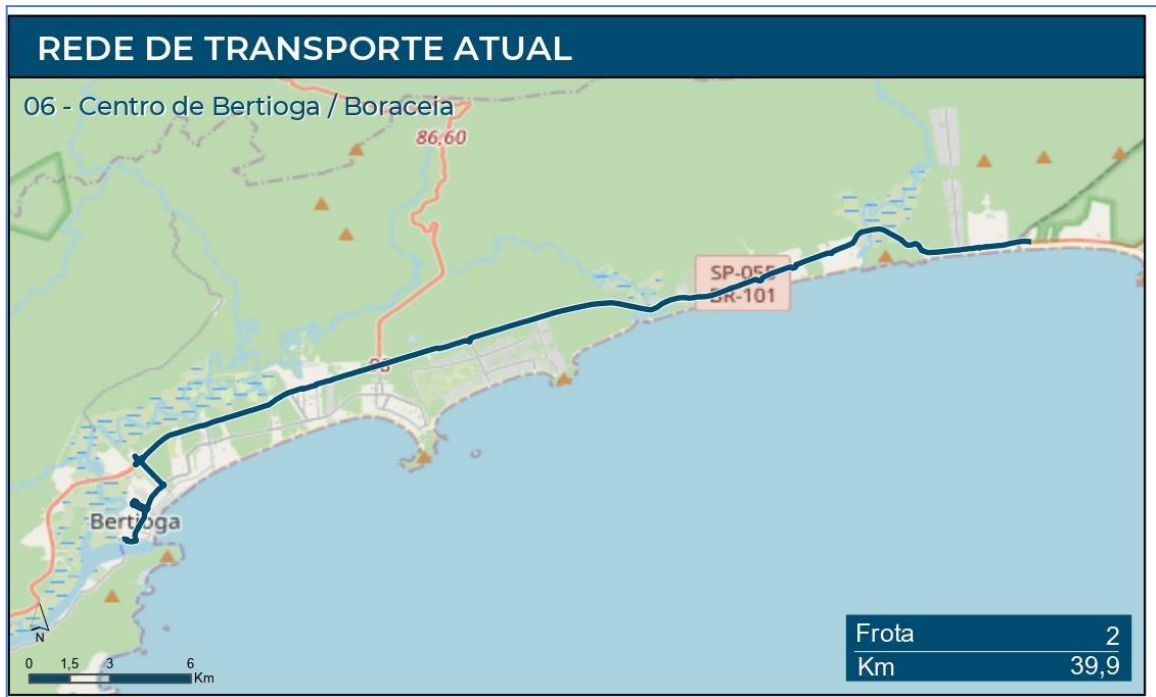 REDE DE TRANSPORTE ATUAL
06 - Centro de Bertioga / Boraceia
86,60
SP-055
BR-101
98
Bertioga
N
0 1,5 3 6
Km
Frota 2
Km 39,9